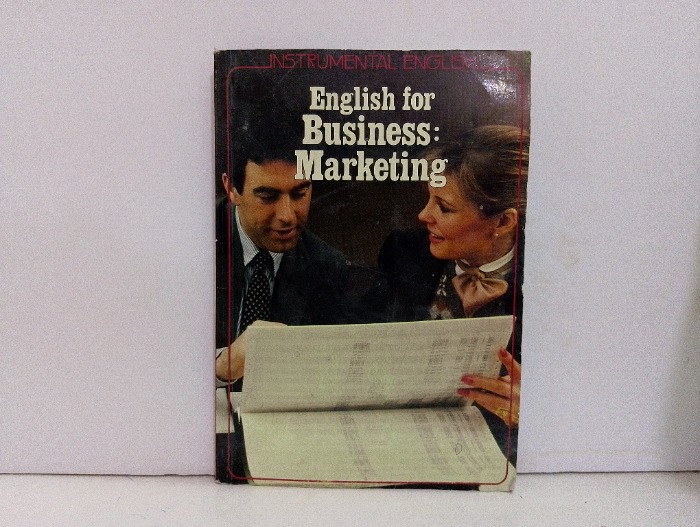 INSTRUMENTAL ENGLISH
English for
Business:
Marketing